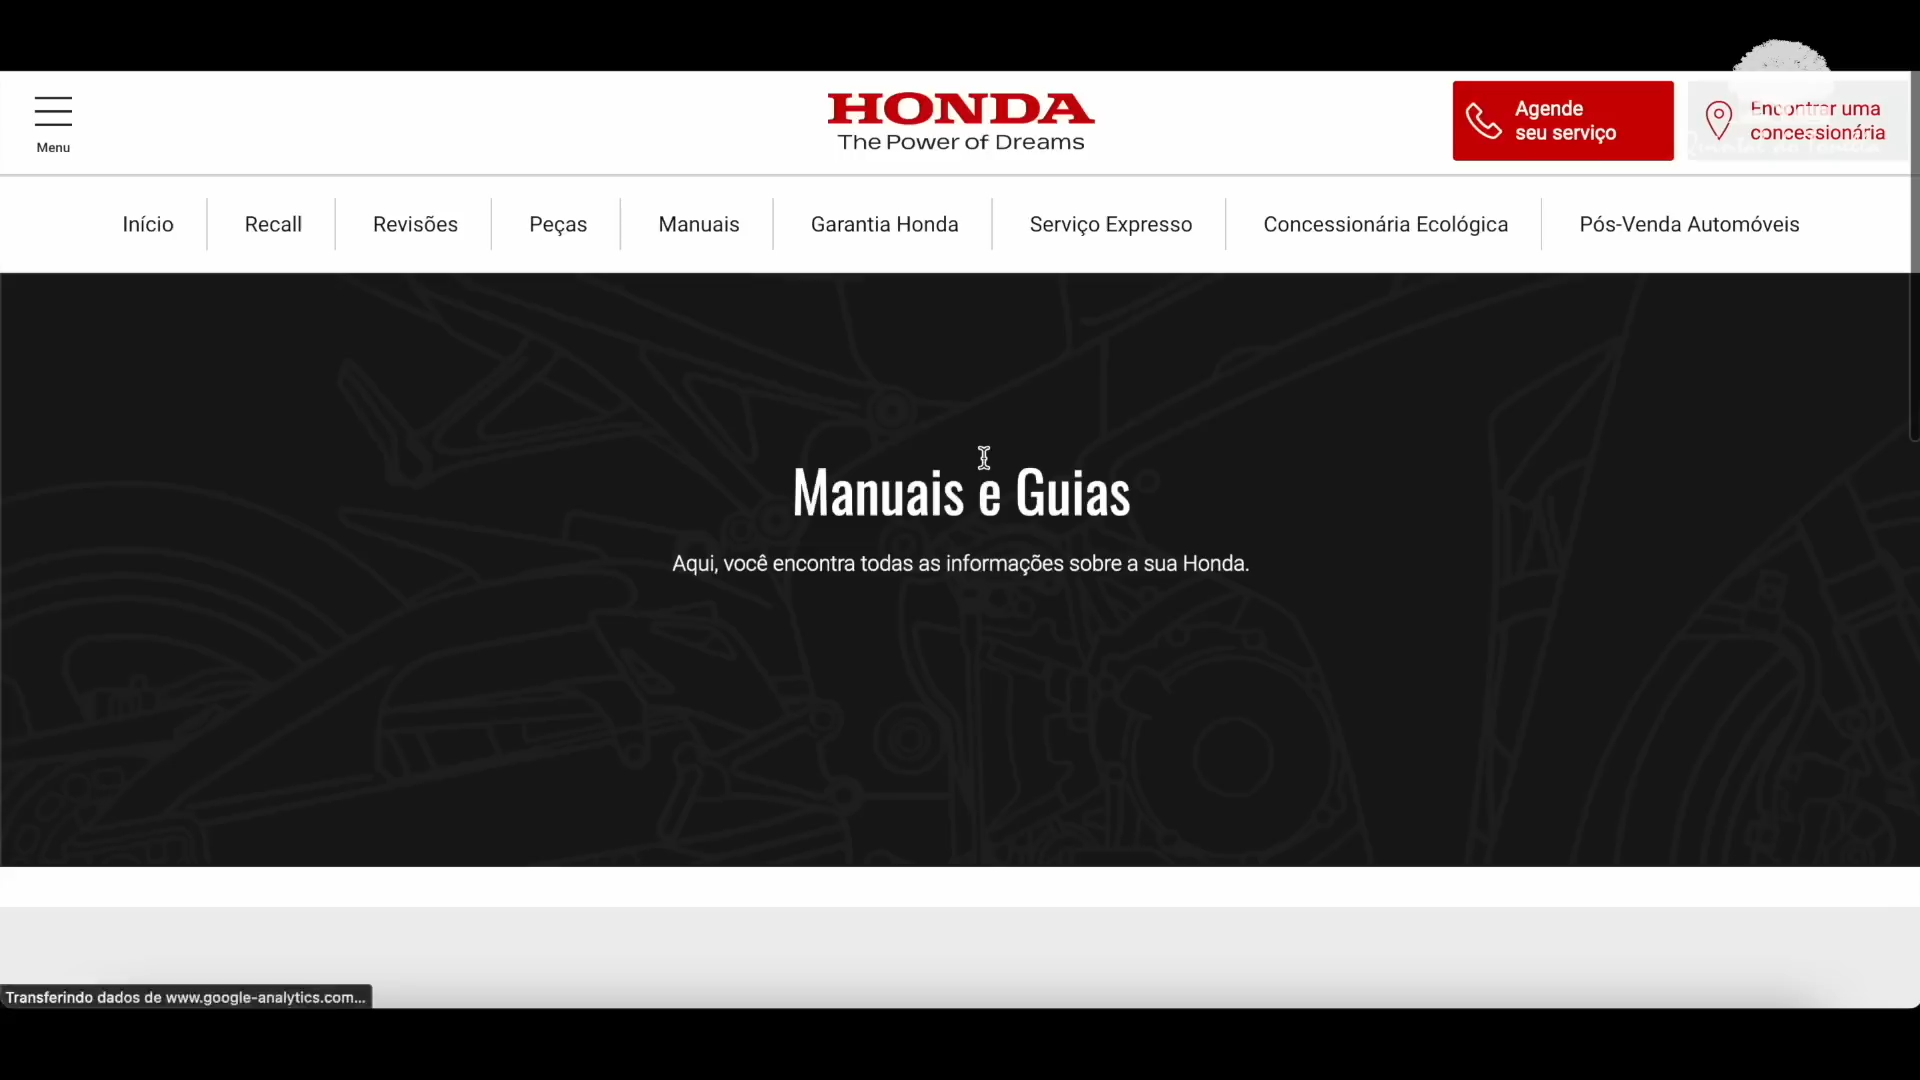 HONDA
The Power of Dreams
Menu
Agende
seu serviço
Encontrar uma
concessionária
Início
Recall
Revisões
Peças
Manuais
Garantia Honda
Serviço Expresso
Concessionária Ecológica
Pós-Venda Automóveis
Manuais e Guias
Aqui, você encontra todas as informações sobre a sua Honda.
Transferindo dados de www.google-analytics.com...